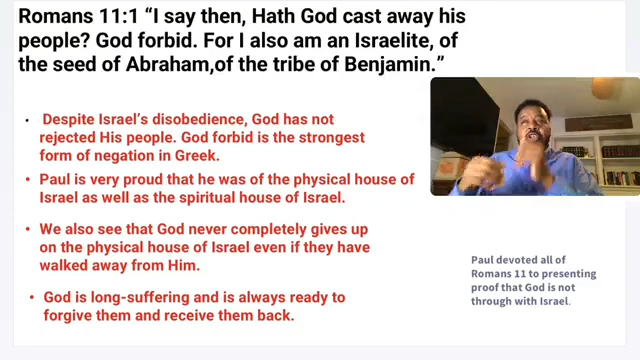 Romans 11:1 “I say then, Hath God cast away his
people? God forbid. For I also am an Israelite, of
the seed of Abraham,of the tribe of Benjamin.”
• Despite Israel’s disobedience, God has not
rejected His people. God forbid is the strongest
form of negation in Greek.
• Paul is very proud that he was of the physical house of
Israel as well as the spiritual house of Israel.
• We also see that God never completely gives up
on the physical house of Israel even if they have
walked away from Him.
• God is long-suffering and is always ready to
forgive them and receive them back.
Paul devoted all of
Romans 11 to presenting
proof that God is not
through with Israel.